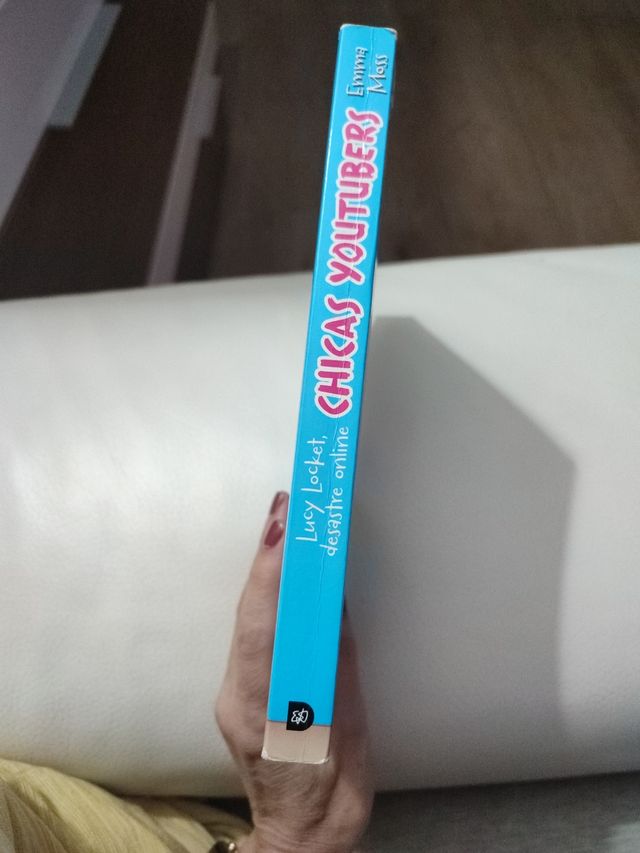 Lucy Locket,
desastre online
CHICAS YOUTUBERS
Emma
Moss